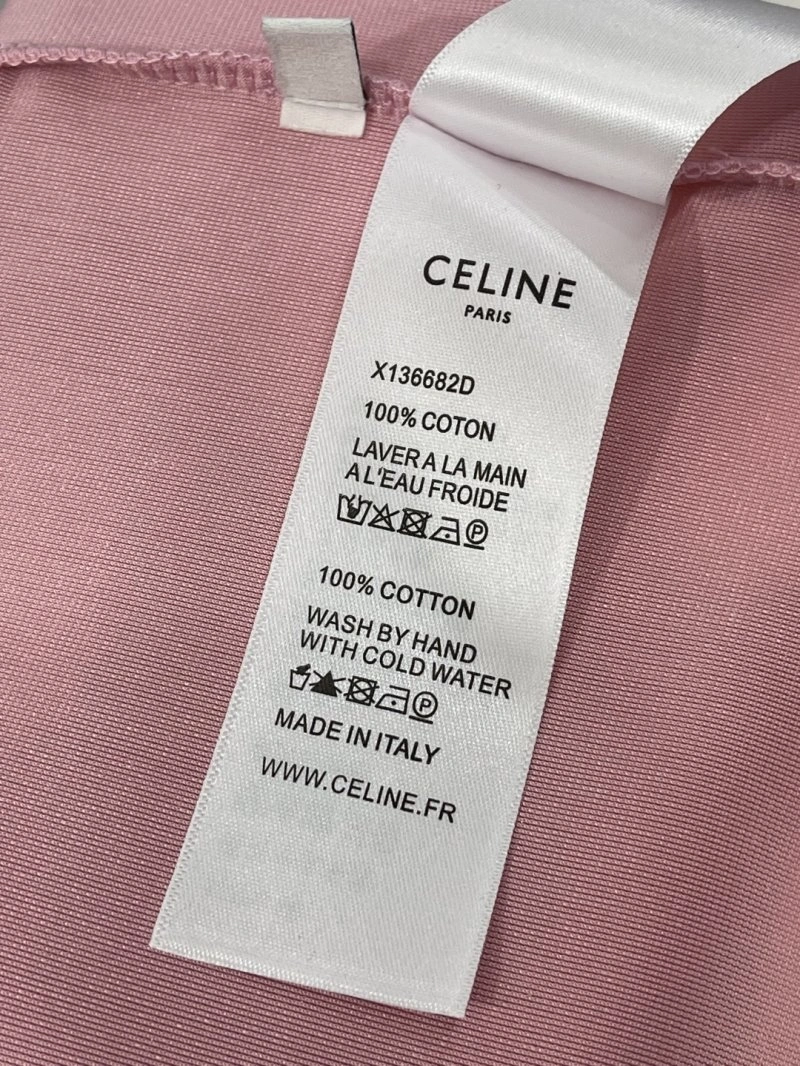 CELINE
PARIS
X136682D
100% COTON
LAVER A LA MAIN
A L'EAU FROIDE
P
100% COTTON
WASH BY HAND
WITH COLD WATER
P
MADE IN ITALY
WWW.CELINE.FR